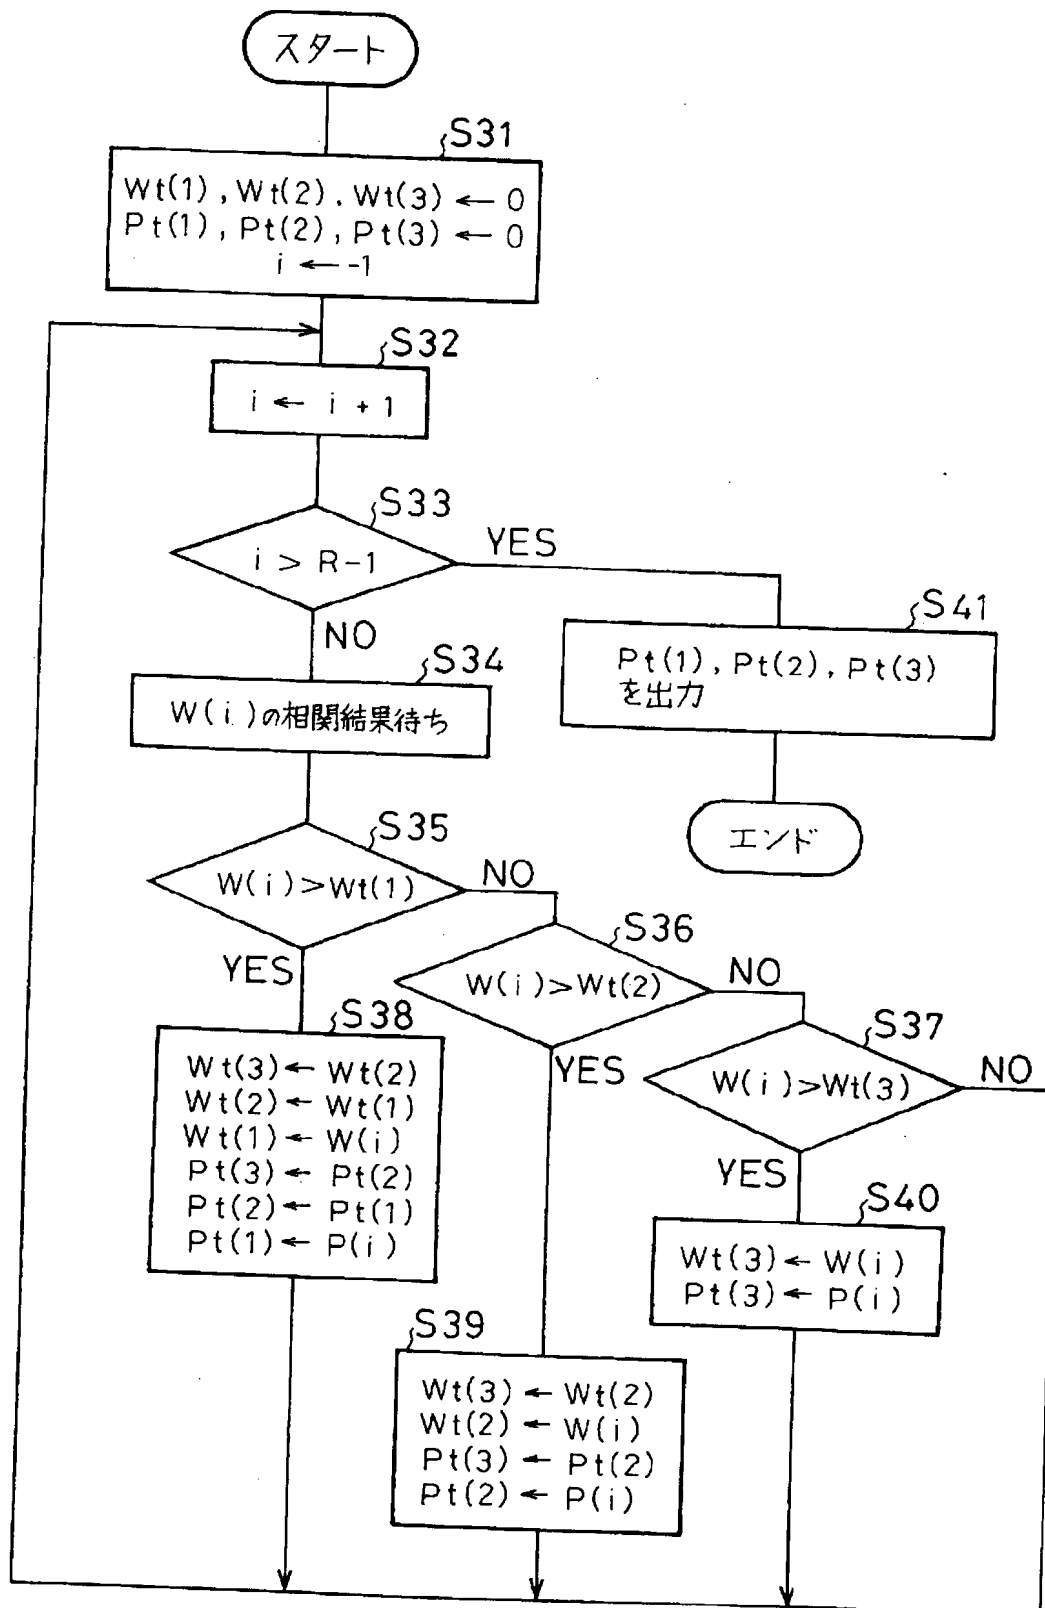 スタート
S31
Wt(1), Wt(2), Wt(3) ← 0
Pt(1), Pt(2), Pt(3) ← 0
i ← -1
S32
i ← i + 1
S33
i > R-1
YES
NO
S41
Pt(1), Pt(2), Pt(3)
を出力
エンド
S34
W(i)の相関結果待ち
S35
W(i)>Wt(1)
NO
YES
S36
W(i)>Wt(2)
NO
YES
S37
W(i)>Wt(3)
NO
YES
S38
Wt(3) ← Wt(2)
Wt(2) ← Wt(1)
Wt(1) ← W(i)
Pt(3) ← Pt(2)
Pt(2) ← Pt(1)
Pt(1) ← P(i)
S40
Wt(3) ← W(i)
Pt(3) ← P(i)
S39
Wt(3) ← Wt(2)
Wt(2) ← W(i)
Pt(3) ← Pt(2)
Pt(2) ← P(i)